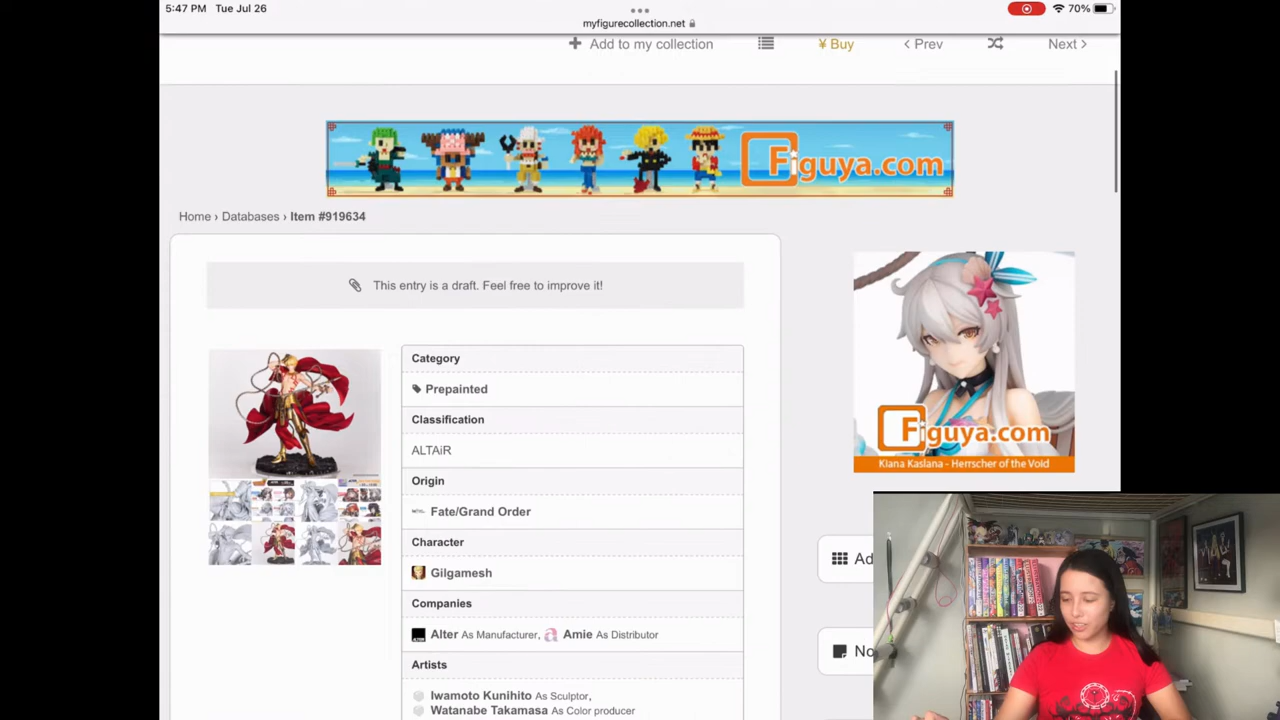 5:47 PM Tue Jul 26
70%
myfigurecollection.net
Add to my collection
¥ Buy
< Prev
Next >
Figuya.com
Home › Databases › Item #919634
This entry is a draft. Feel free to improve it!
Category
Prepainted
Classification
ALTAiR
Origin
Fate/Grand Order
Character
Gilgamesh
Companies
Alter As Manufacturer, Amie As Distributor
Artists
Iwamoto Kunihito As Sculptor,
Watanabe Takamasa As Color producer
Figuya.com
Kiana Kaslana - Herrscher of the Void
Ad
No